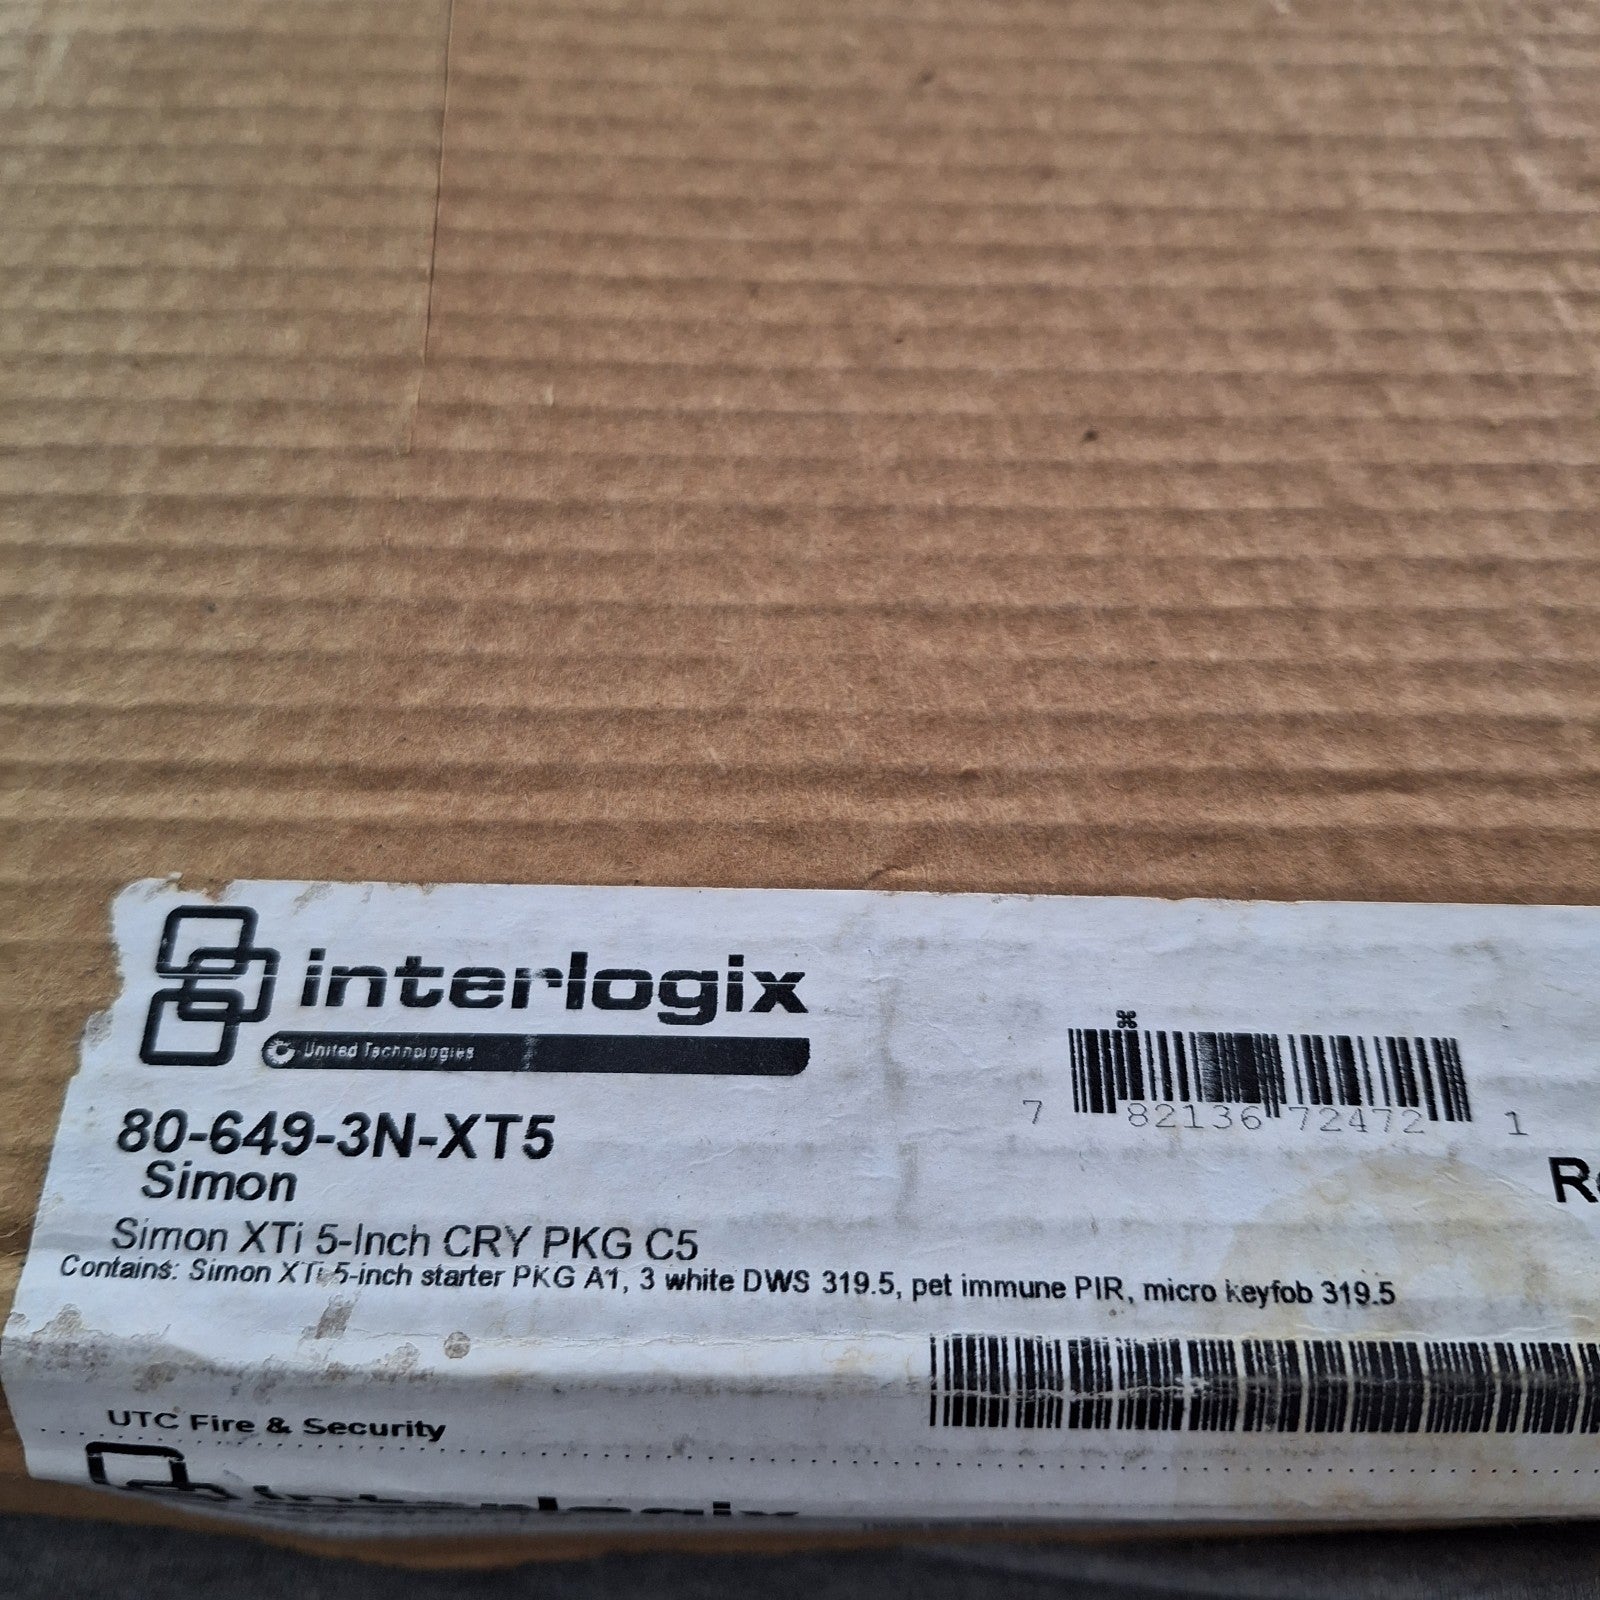 interlogix
United Technologies
7 82136 72472 1
80-649-3N-XT5
Simon
Simon XTi 5-Inch CRY PKG C5
Contains: Simon XTi 5-inch starter PKG A1, 3 white DWS 319.5, pet immune PIR, micro keyfob 319.5
UTC Fire & Security
interlogix